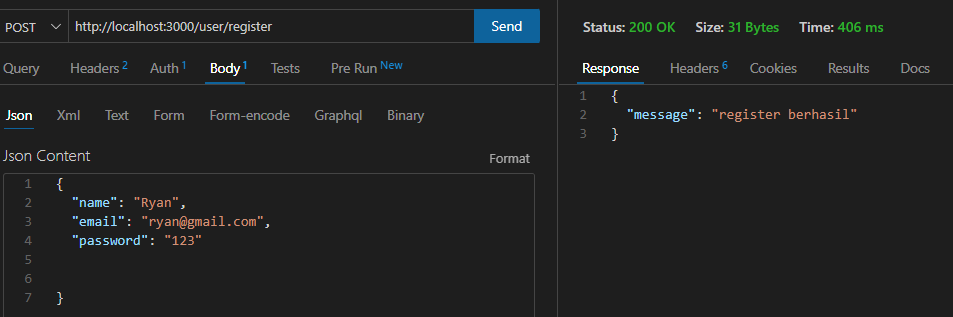 POST http://localhost:3000/user/register Send
Query Headers 2 Auth 1 Body 1 Tests Pre Run New
Json Xml Text Form Form-encode Graphql Binary
Json Content Format
1 {
2 "name": "Ryan",
3 "email": "ryan@gmail.com",
4 "password": "123"
5
6
7 }
Status: 200 OK Size: 31 Bytes Time: 406 ms
Response Headers 6 Cookies Results Docs
1 {
2 "message": "register berhasil"
3 }